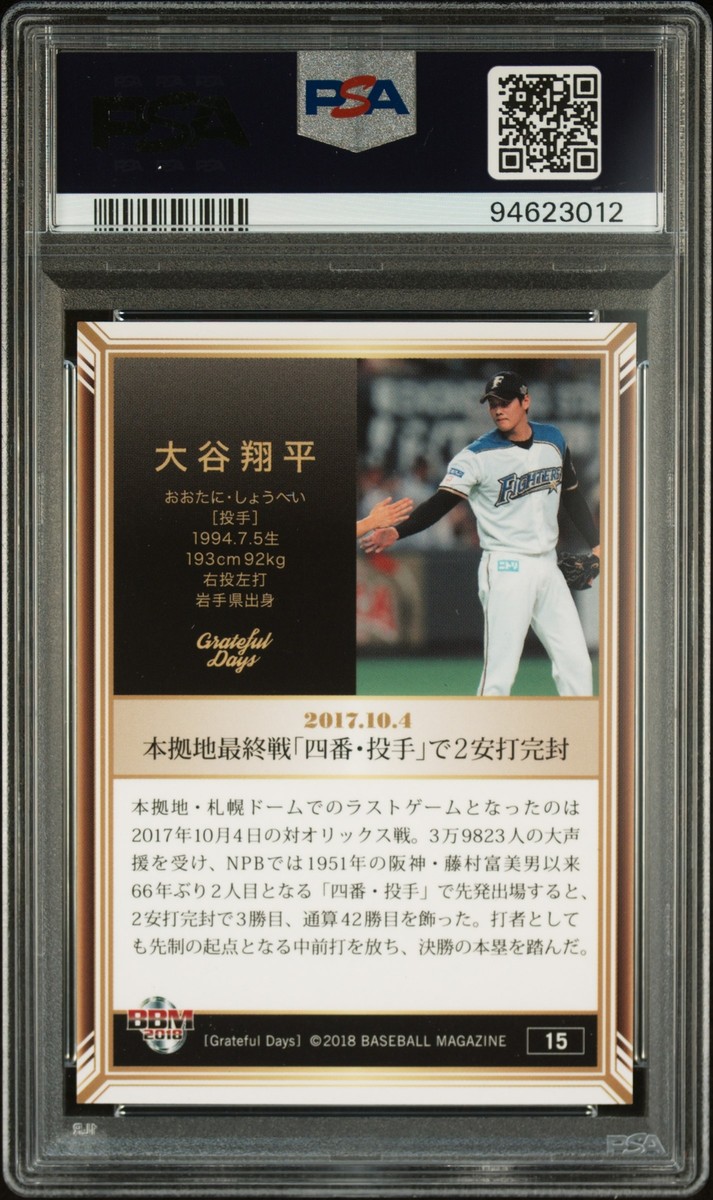 PSA
94623012
大谷翔平
おおたに・しょうへい
[投手]
1994.7.5生
193cm 92kg
右投左打
岩手県出身
Grateful
Days
F
FIGHTERS
ニトリ
2017.10.4
本拠地最終戦「四番・投手」で2安打完封
本拠地・札幌ドームでのラストゲームとなったのは
2017年10月4日の対オリックス戦。3万9823人の大声
援を受け、NPBでは1951年の阪神・藤村富美男以来
66年ぶり2人目となる「四番・投手」で先発出場すると、
2安打完封で3勝目、通算42勝目を飾った。打者として
も先制の起点となる中前打を放ち、決勝の本塁を踏んだ。
BBM
2018
[Grateful Days] ©2018 BASEBALL MAGAZINE
15
PSA